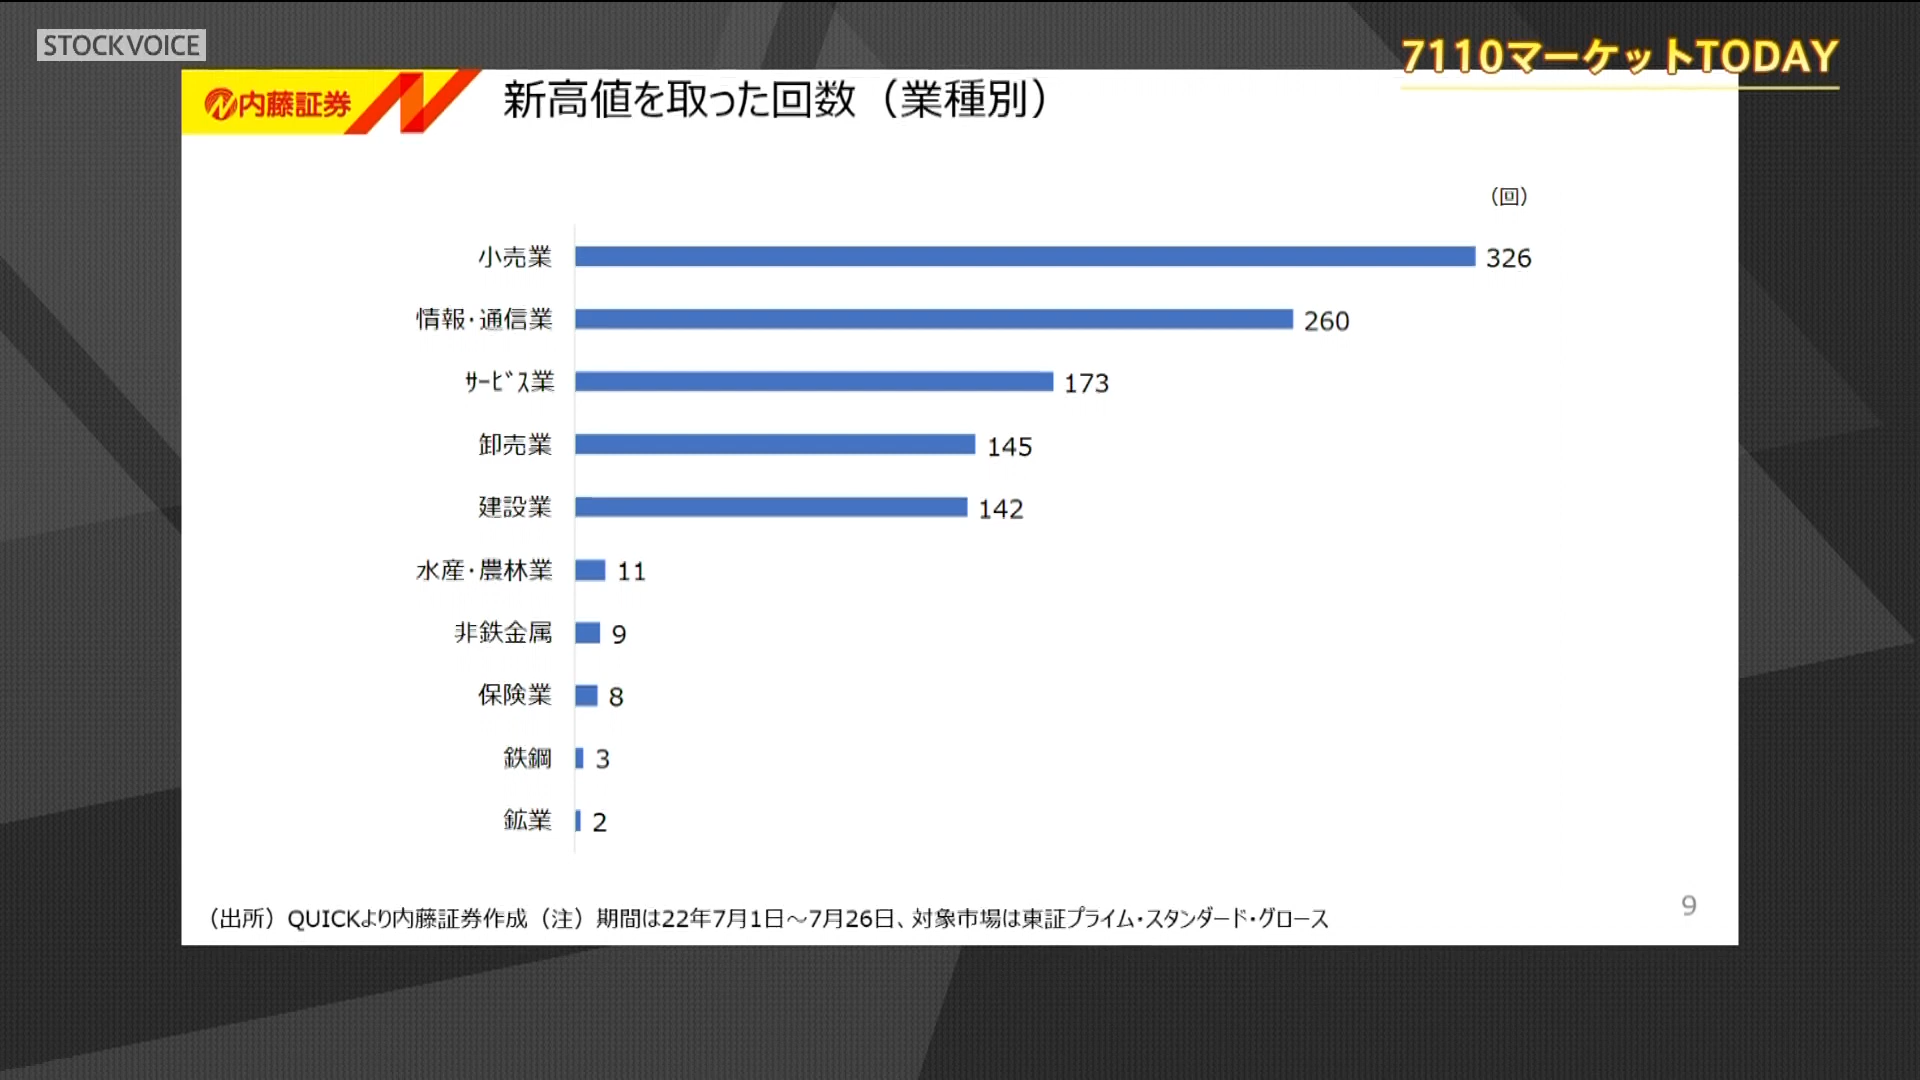 STOCKVOICE
7110マーケットTODAY
内藤証券
新高値を取った回数（業種別）
（回）
小売業 326
情報・通信業 260
ｻｰﾋﾞｽ業 173
卸売業 145
建設業 142
水産・農林業 11
非鉄金属 9
保険業 8
鉄鋼 3
鉱業 2
（出所）QUICKより内藤証券作成（注）期間は22年7月1日～7月26日、対象市場は東証プライム・スタンダード・グロース
9